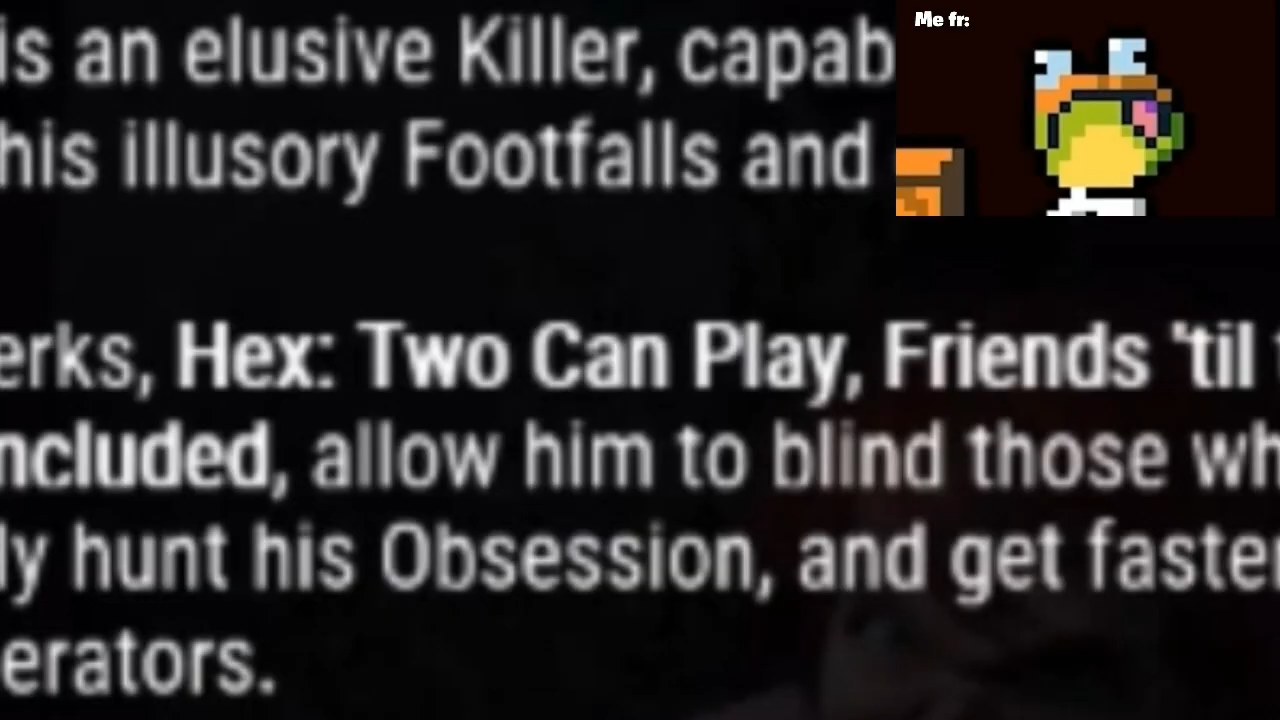 is an elusive Killer, capab
his illusory Footfalls and
Me fr:
erks, Hex: Two Can Play, Friends 'til t
ncluded, allow him to blind those wh
ly hunt his Obsession, and get faster
erators.